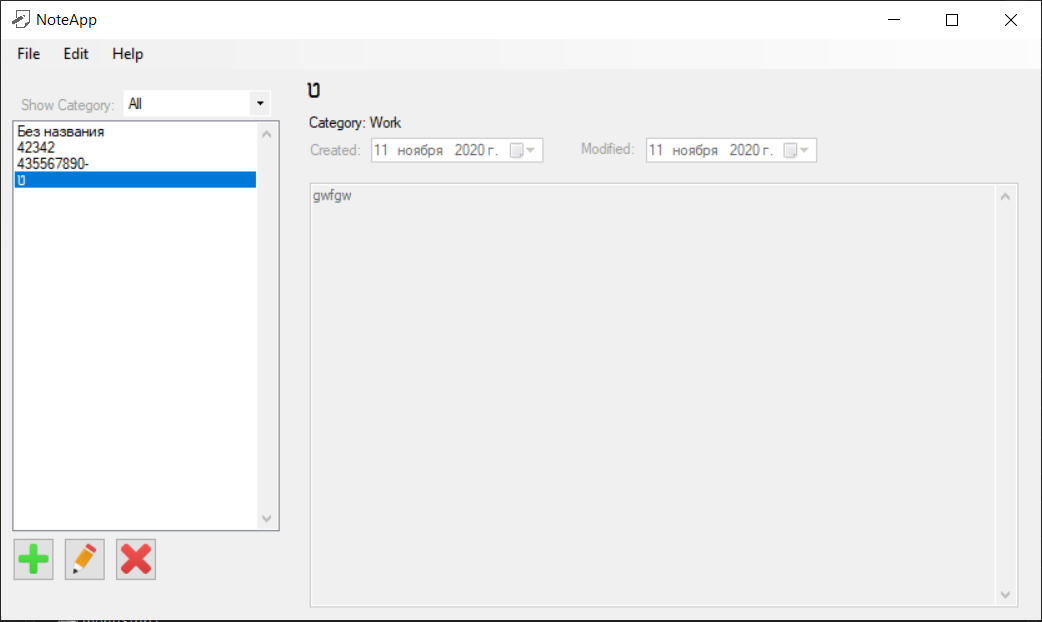 NoteApp
File Edit Help
Show Category: All
Без названия
42342
435567890-
ט
ט
Category: Work
Created: 11 ноября 2020 г. Modified: 11 ноября 2020 г.
gwfgw